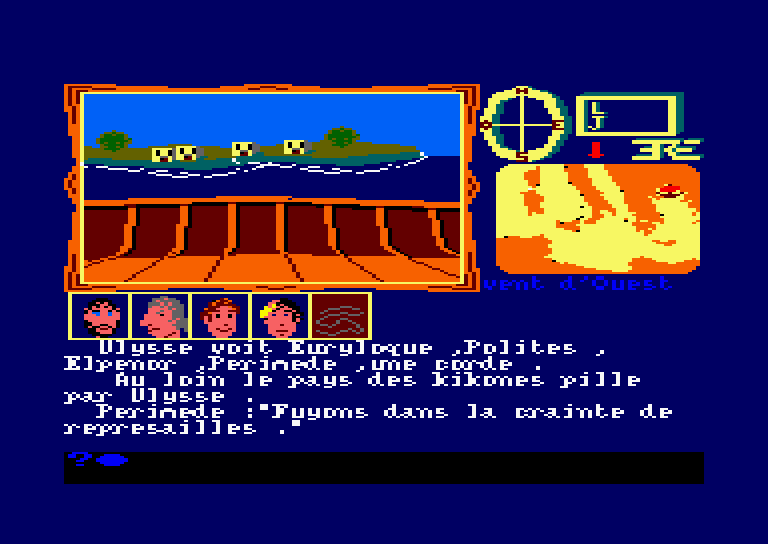 N
O E
S
L
J
ERE
vent d'Ouest
Ulysse voit Euryloque ,Polites ,
Elpenor ,Perimede ,une corde .
Au loin le pays des kikones pille
par Ulysse .
Perimede :"Fuyons dans la crainte de
represailles ."
?